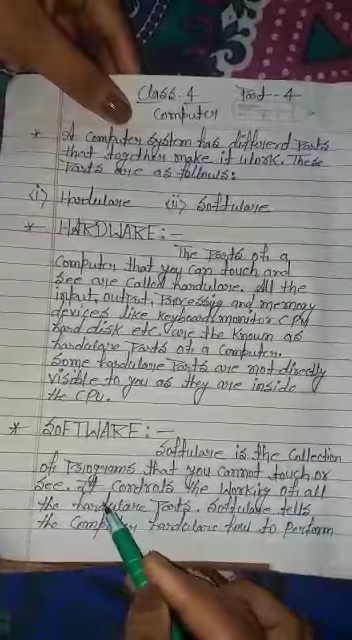 Class 4 Part - 4
Computer
* A Computer system has different Parts
that together make it work. These
Parts are as follows:
(i) Hardware (ii) Software
* HARDWARE:-
The Parts of a
Computer that you can touch and
see are Called hardware. All the
input, output, Processing and memory
devices like keyboard, monitor CPU
hard disk etc. are the known as
hardware Parts of a Computer.
Some hardware Parts are not directly
visible to you as they are inside
the CPU.
* SOFTWARE:-
Software is the Collection
of Programs that you cannot touch or
see. It Controls the Working of all
the hardware Parts. Software tells
the hardware how to Perform